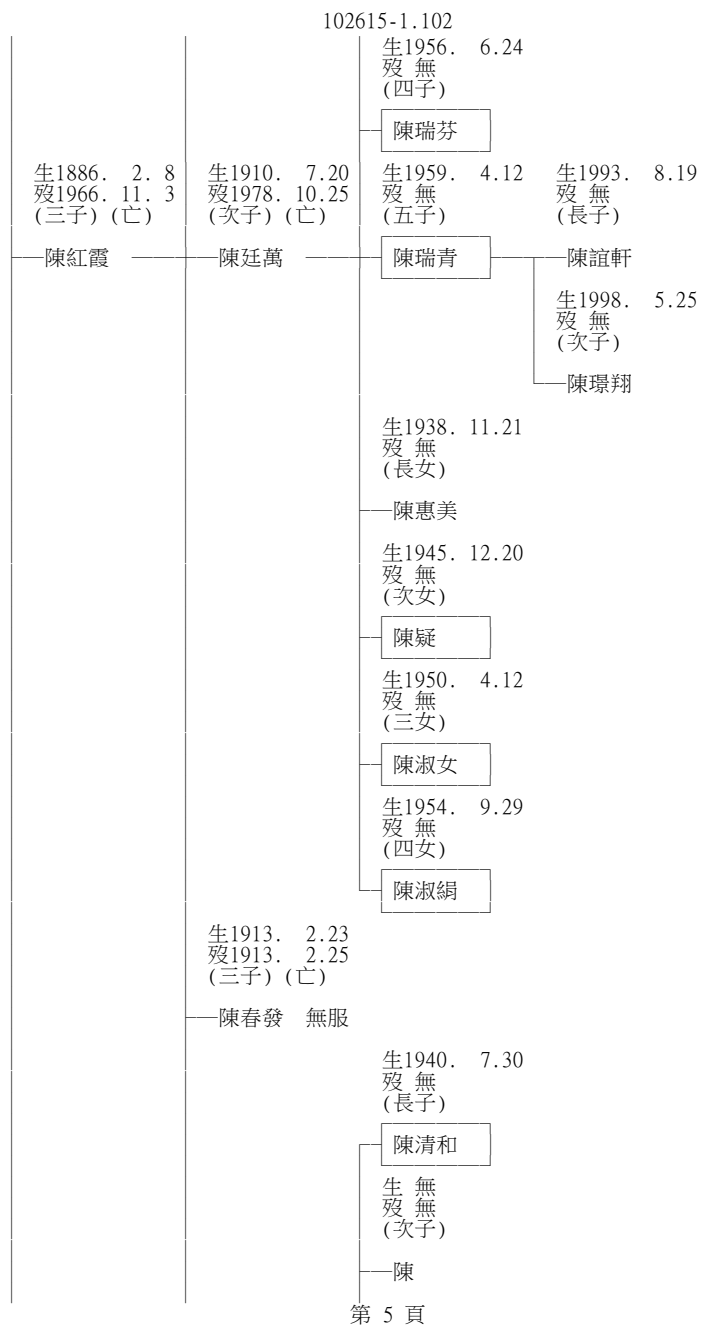 102615-1.102
生1956. 6.24
歿 無
(四子)
陳瑞芬
生1886. 2. 8 生1910. 7.20 生1959. 4.12 生1993. 8.19
歿1966. 11. 3 歿1978. 10.25 歿 無 歿 無
(三子)(亡) (次子)(亡) (五子) (長子)
陳紅霞 陳廷萬 陳瑞青 陳誼軒
生1998. 5.25
歿 無
(次子)
陳璟翔
生1938. 11.21
歿 無
(長女)
陳惠美
生1945. 12.20
歿 無
(次女)
陳疑
生1950. 4.12
歿 無
(三女)
陳淑女
生1954. 9.29
歿 無
(四女)
陳淑絹
生1913. 2.23
歿1913. 2.25
(三子)(亡)
陳春發 無服
生1940. 7.30
歿 無
(長子)
陳清和
生 無
歿 無
(次子)
陳
第 5 頁